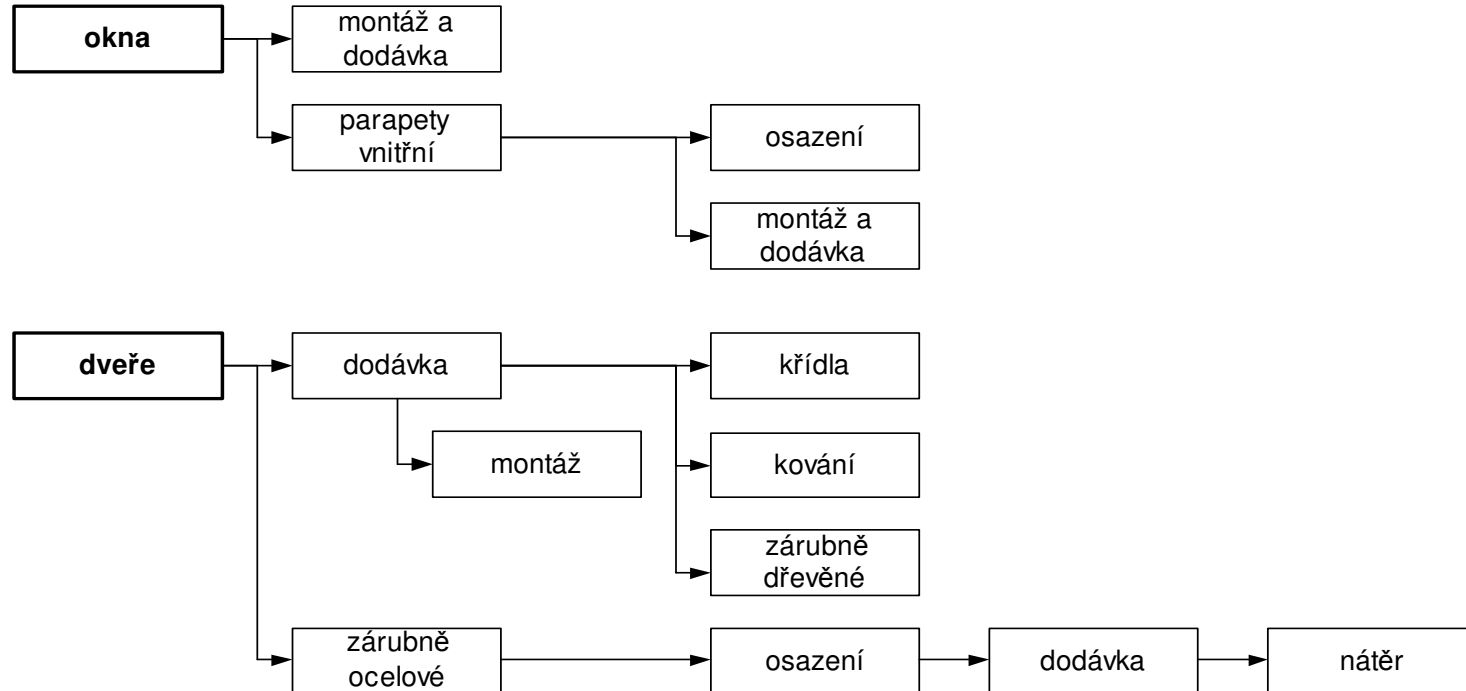 okna
montáž a
dodávka
parapety
vnitřní
osazení
montáž a
dodávka
dveře
dodávka
křídla
montáž
kování
zárubně
dřevěné
zárubně
ocelové
osazení
dodávka
nátěr